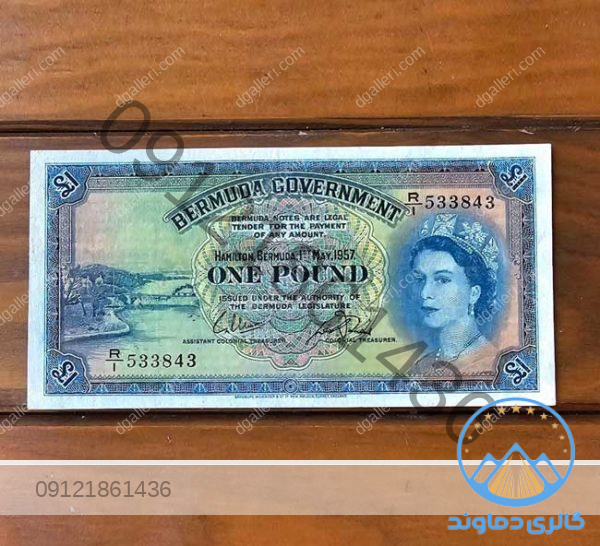 BERMUDA GOVERNMENT
R/1 533843
BERMUDA NOTES ARE LEGAL
TENDER FOR THE PAYMENT
OF ANY AMOUNT.
HAMILTON, BERMUDA, 1ST MAY, 1957.
ONE POUND
ISSUED UNDER THE AUTHORITY OF
THE BERMUDA LEGISLATURE
ASSISTANT COLONIAL TREASURER.
COLONIAL TREASURER.
R/1 533843
£1
£1
£1
£1
09121861436
09121861436
گالری دماوند
dgalleri.com